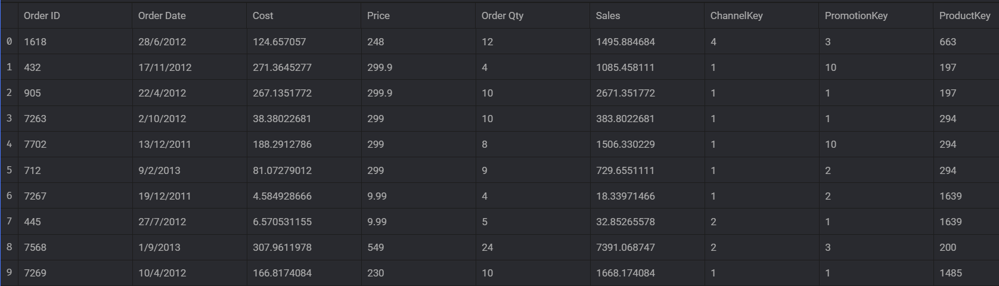 Order ID Order Date Cost Price Order Qty Sales ChannelKey PromotionKey ProductKey
0 1618 28/6/2012 124.657057 248 12 1495.884684 4 3 663
1 432 17/11/2012 271.3645277 299.9 4 1085.458111 1 10 197
2 905 22/4/2012 267.1351772 299.9 10 2671.351772 1 1 197
3 7263 2/10/2012 38.38022681 299 10 383.8022681 1 1 294
4 7702 13/12/2011 188.2912786 299 8 1506.330229 1 10 294
5 712 9/2/2013 81.07279012 299 9 729.6551111 1 2 294
6 7267 19/12/2011 4.584928666 9.99 4 18.33971466 1 2 1639
7 445 27/7/2012 6.570531155 9.99 5 32.85265578 2 1 1639
8 7568 1/9/2013 307.9611978 549 24 7391.068747 2 3 200
9 7269 10/4/2012 166.8174084 230 10 1668.174084 1 1 1485